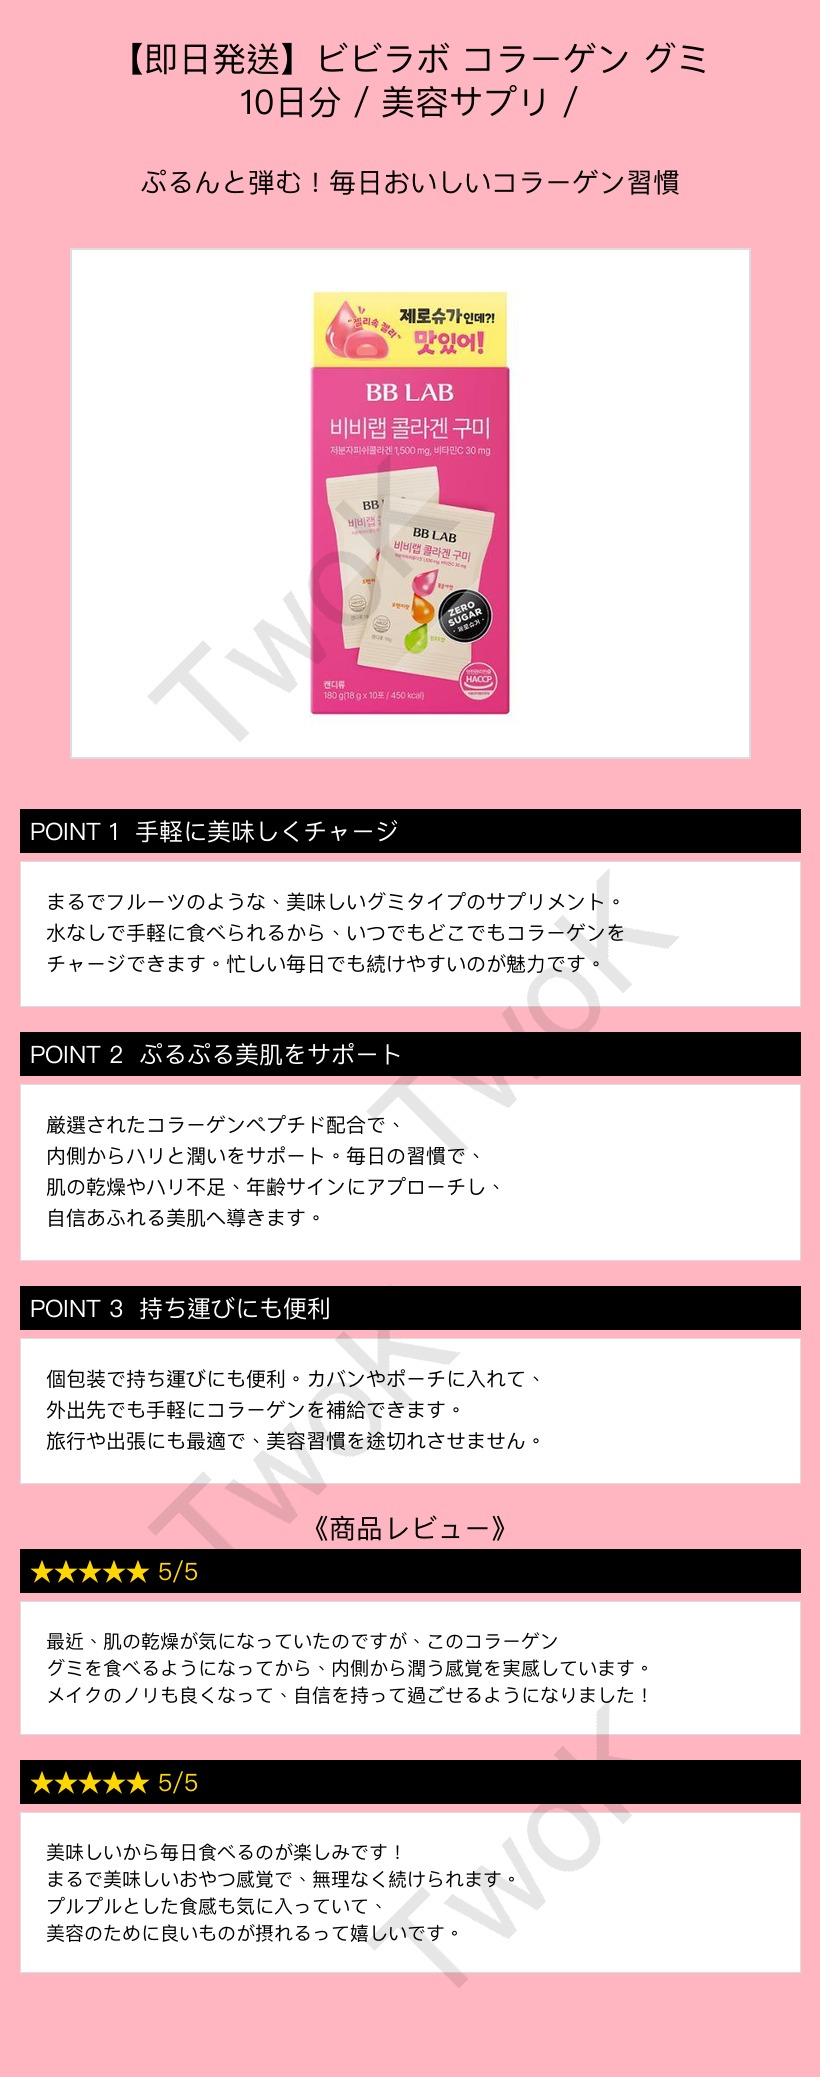 【即日発送】ビビラボ コラーゲン グミ
10日分 / 美容サプリ /
ぷるんと弾む！毎日おいしいコラーゲン習慣
"젤리속 젤리"
제로슈가인데?!
맛있어!
BB LAB
비비랩 콜라겐 구미
저분자피쉬콜라겐 1,500 mg, 비타민C 30 mg
BB LAB
비비랩 콜라겐 구미
복숭아맛
오렌지맛
ZERO
SUGAR
제로슈거
HACCP
캔디류
180 g(18 g x 10포 / 450 kcal)
TwoK
POINT 1 手軽に美味しくチャージ
まるでフルーツのような、美味しいグミタイプのサプリメント。
水なしで手軽に食べられるから、いつでもどこでもコラーゲンを
チャージできます。忙しい毎日でも続けやすいのが魅力です。
TwoK
POINT 2 ぷるぷる美肌をサポート
厳選されたコラーゲンペプチド配合で、
内側からハリと潤いをサポート。毎日の習慣で、
肌の乾燥やハリ不足、年齢サインにアプローチし、
自信あふれる美肌へ導きます。
POINT 3 持ち運びにも便利
個包装で持ち運びにも便利。カバンやポーチに入れて、
外出先でも手軽にコラーゲンを補給できます。
旅行や出張にも最適で、美容習慣を途切れさせません。
TwoK
《商品レビュー》
★★★★★ 5/5
最近、肌の乾燥が気になっていたのですが、このコラーゲン
グミを食べるようになってから、内側から潤う感覚を実感しています。
メイクのノリも良くなって、自信を持って過ごせるようになりました！
★★★★★ 5/5
美味しいから毎日食べるのが楽しみです！
まるで美味しいおやつ感覚で、無理なく続けられます。
プルプルとした食感も気に入っていて、
美容のために良いものが摂れるって嬉しいです。
TwoK